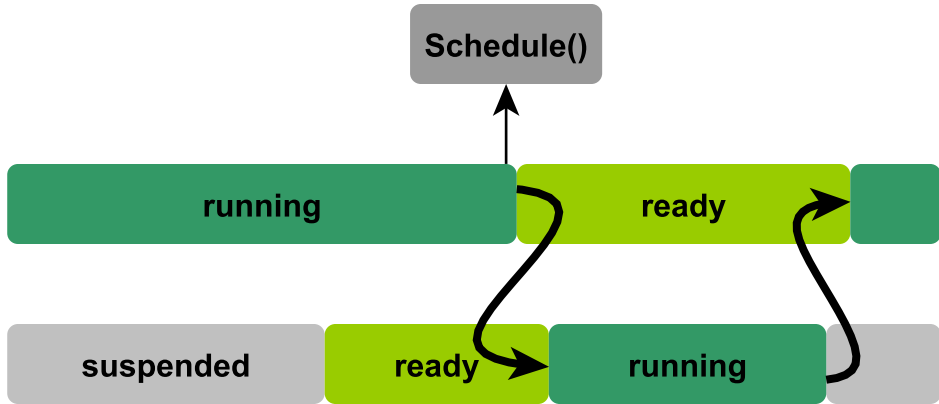 Schedule()
running
ready
suspended
ready
running